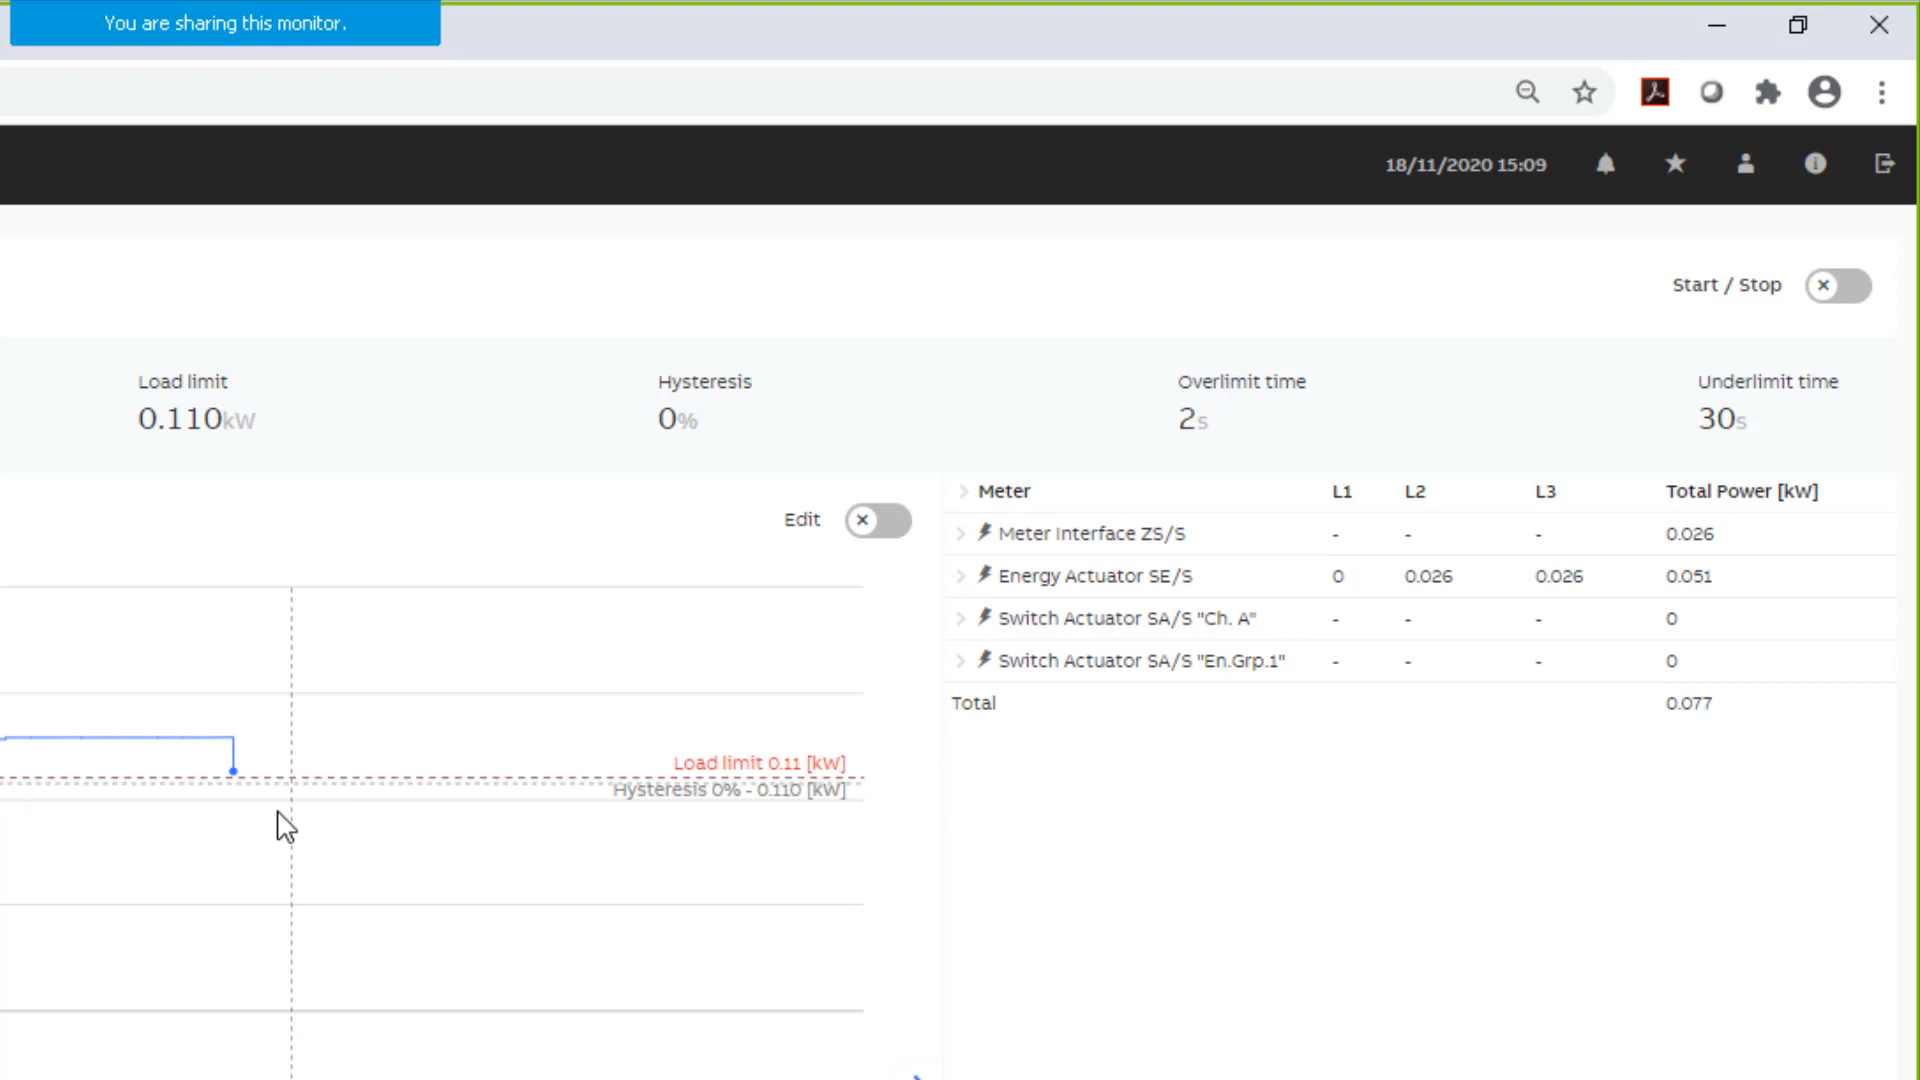 You are sharing this monitor.
18/11/2020 15:09
Start / Stop
Load limit
0.110kW
Hysteresis
0%
Overlimit time
2s
Underlimit time
30s
Edit
Load limit 0.11 [kW]
Hysteresis 0% - 0.110 [kW]
Meter L1 L2 L3 Total Power [kW]
Meter Interface ZS/S - - - 0.026
Energy Actuator SE/S 0 0.026 0.026 0.051
Switch Actuator SA/S "Ch. A" - - - 0
Switch Actuator SA/S "En.Grp.1" - - - 0
Total 0.077